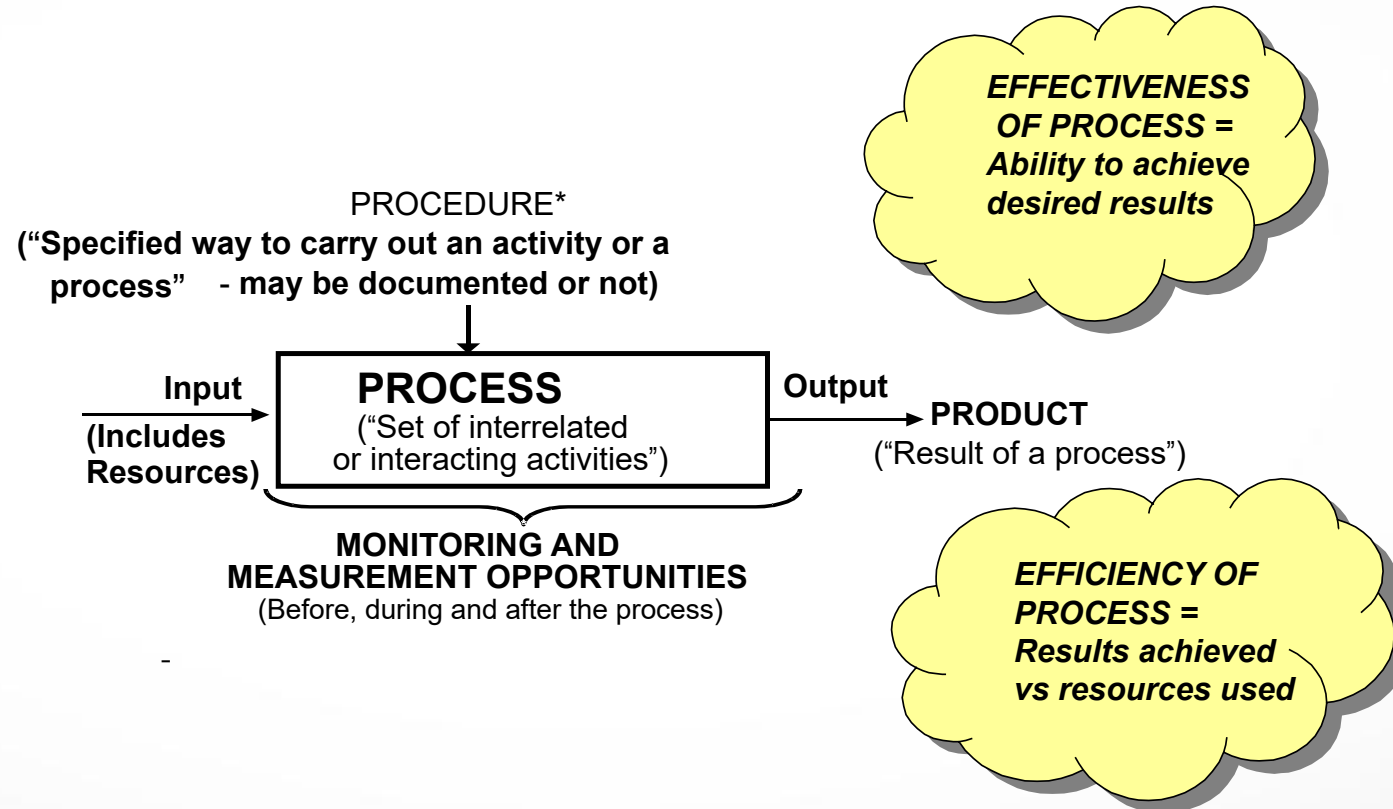 EFFECTIVENESS
OF PROCESS =
Ability to achieve
desired results
PROCEDURE*
(“Specified way to carry out an activity or a
process” - may be documented or not)
Input
(Includes
Resources)
PROCESS
(“Set of interrelated
or interacting activities”)
Output
PRODUCT
(“Result of a process”)
MONITORING AND
MEASUREMENT OPPORTUNITIES
(Before, during and after the process)
EFFICIENCY OF
PROCESS =
Results achieved
vs resources used
-